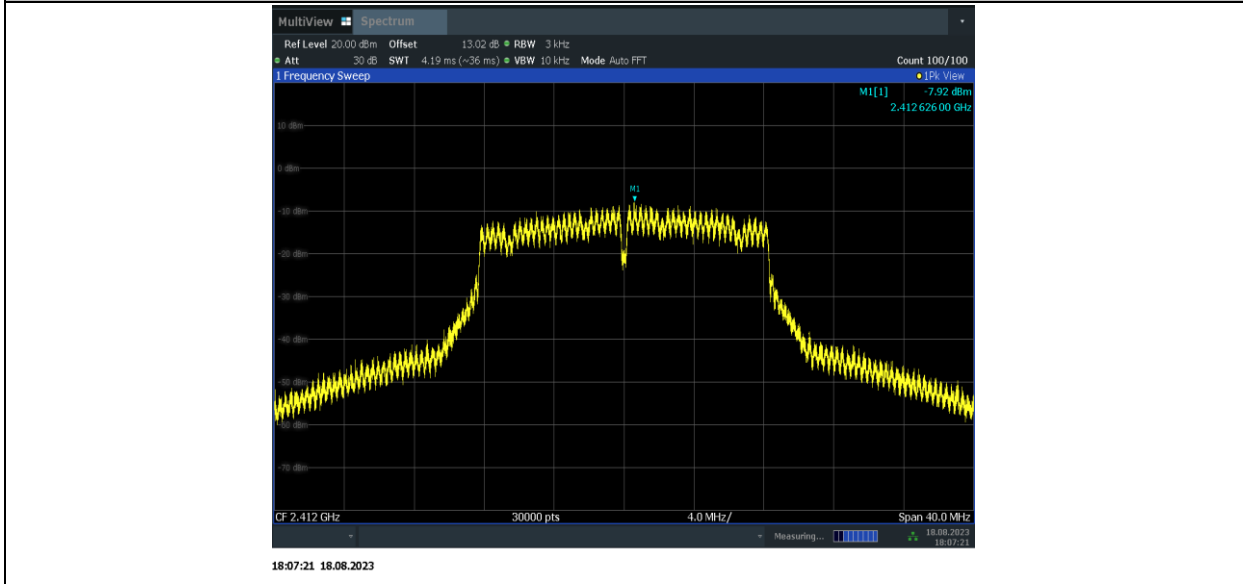 MultiView Spectrum
Ref Level 20.00 dBm Offset 13.02 dB RBW 3 kHz
Att 30 dB SWT 4.19 ms (~36 ms) VBW 10 kHz Mode Auto FFT Count 100/100
1 Frequency Sweep 1Pk View
M1[1] -7.92 dBm
2.412 626 00 GHz
10 dBm
0 dBm
M1
-10 dBm
-20 dBm
-30 dBm
-40 dBm
-50 dBm
-60 dBm
-70 dBm
CF 2.412 GHz 30000 pts 4.0 MHz/ Span 40.0 MHz
Measuring... 18.08.2023
18:07:21
18:07:21 18.08.2023